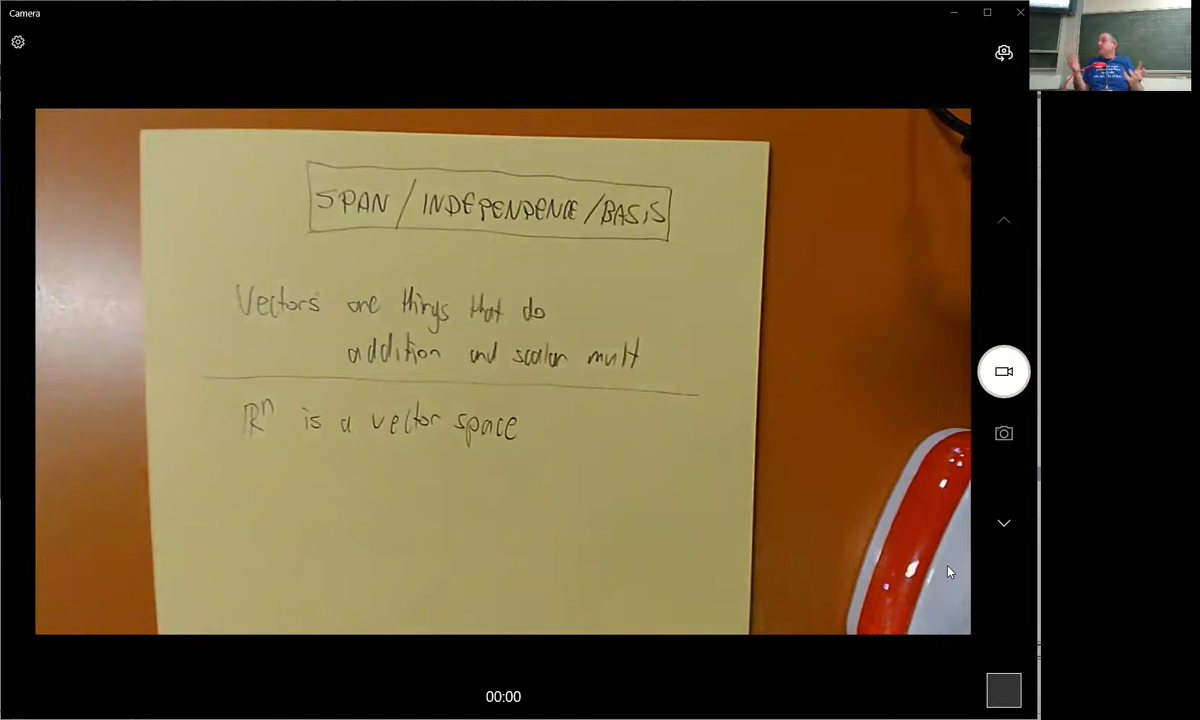 Camera
SPAN/INDEPENDENCE/BASIS
Vectors are things that do
addition and scalar mult
ℝⁿ is a vector space
00:00